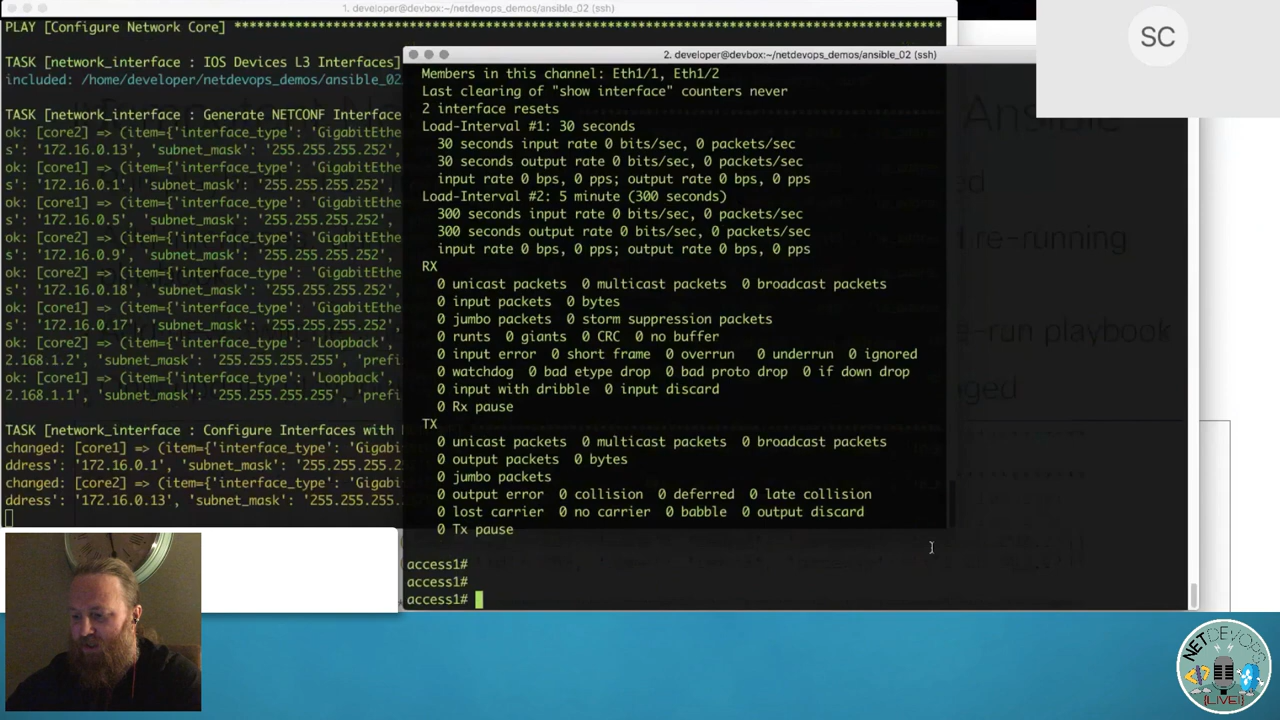 1. developer@devbox:~/netdevops_demos/ansible_02 (ssh)
PLAY [Configure Network Core] **********************************************************************************
TASK [network_interface : IOS Devices L3 Interfaces]
included: /home/developer/netdevops_demos/ansible_02
TASK [network_interface : Generate NETCONF Interface
ok: [core2] => (item={'interface_type': 'GigabitEthe
s': '172.16.0.13', 'subnet_mask': '255.255.255.252',
ok: [core1] => (item={'interface_type': 'GigabitEthe
s': '172.16.0.1', 'subnet_mask': '255.255.255.252',
ok: [core1] => (item={'interface_type': 'GigabitEthe
s': '172.16.0.5', 'subnet_mask': '255.255.255.252',
ok: [core1] => (item={'interface_type': 'GigabitEthe
s': '172.16.0.9', 'subnet_mask': '255.255.255.252',
ok: [core2] => (item={'interface_type': 'GigabitEthe
s': '172.16.0.18', 'subnet_mask': '255.255.255.252',
ok: [core1] => (item={'interface_type': 'GigabitEthe
s': '172.16.0.17', 'subnet_mask': '255.255.255.252',
ok: [core2] => (item={'interface_type': 'Loopback',
2.168.1.2', 'subnet_mask': '255.255.255.255', 'prefi
ok: [core1] => (item={'interface_type': 'Loopback',
2.168.1.1', 'subnet_mask': '255.255.255.255', 'prefi
TASK [network_interface : Configure Interfaces with
changed: [core1] => (item={'interface_type': 'Gigabi
ddress': '172.16.0.1', 'subnet_mask': '255.255.255.2
changed: [core2] => (item={'interface_type': 'Gigabi
ddress': '172.16.0.13', 'subnet_mask': '255.255.255.
2. developer@devbox:~/netdevops_demos/ansible_02 (ssh)
Members in this channel: Eth1/1, Eth1/2
Last clearing of "show interface" counters never
2 interface resets
Load-Interval #1: 30 seconds
30 seconds input rate 0 bits/sec, 0 packets/sec
30 seconds output rate 0 bits/sec, 0 packets/sec
input rate 0 bps, 0 pps; output rate 0 bps, 0 pps
Load-Interval #2: 5 minute (300 seconds)
300 seconds input rate 0 bits/sec, 0 packets/sec
300 seconds output rate 0 bits/sec, 0 packets/sec
input rate 0 bps, 0 pps; output rate 0 bps, 0 pps
RX
0 unicast packets 0 multicast packets 0 broadcast packets
0 input packets 0 bytes
0 jumbo packets 0 storm suppression packets
0 runts 0 giants 0 CRC 0 no buffer
0 input error 0 short frame 0 overrun 0 underrun 0 ignored
0 watchdog 0 bad etype drop 0 bad proto drop 0 if down drop
0 input with dribble 0 input discard
0 Rx pause
TX
0 unicast packets 0 multicast packets 0 broadcast packets
0 output packets 0 bytes
0 jumbo packets
0 output error 0 collision 0 deferred 0 late collision
0 lost carrier 0 no carrier 0 babble 0 output discard
0 Tx pause
access1#
access1#
access1#
Ansible
re-running
re-run playbook
SC
NETDEVOPS
{LIVE!}